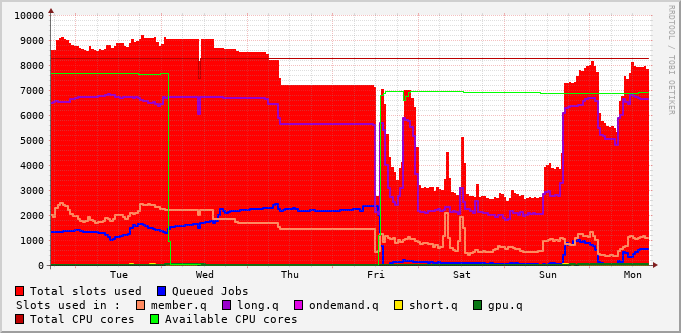 10000
9000
8000
7000
6000
5000
4000
3000
2000
1000
0
Tue Wed Thu Fri Sat Sun Mon
RRDTOOL / TOBI OETIKER
Total slots used Queued Jobs
Slots used in : member.q long.q ondemand.q short.q gpu.q
Total CPU cores Available CPU cores